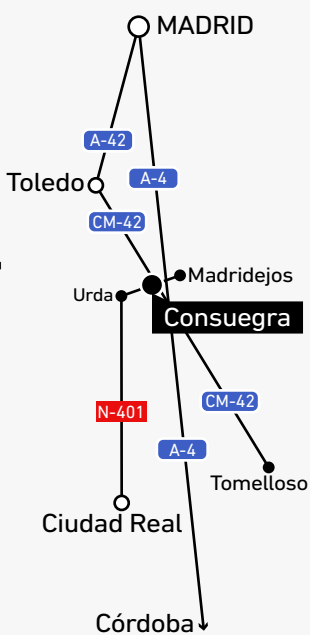 MADRID
A-42
Toledo
A-4
CM-42
Madridejos
Urda
Consuegra
CM-42
N-401
A-4
Tomelloso
Ciudad Real
Córdoba